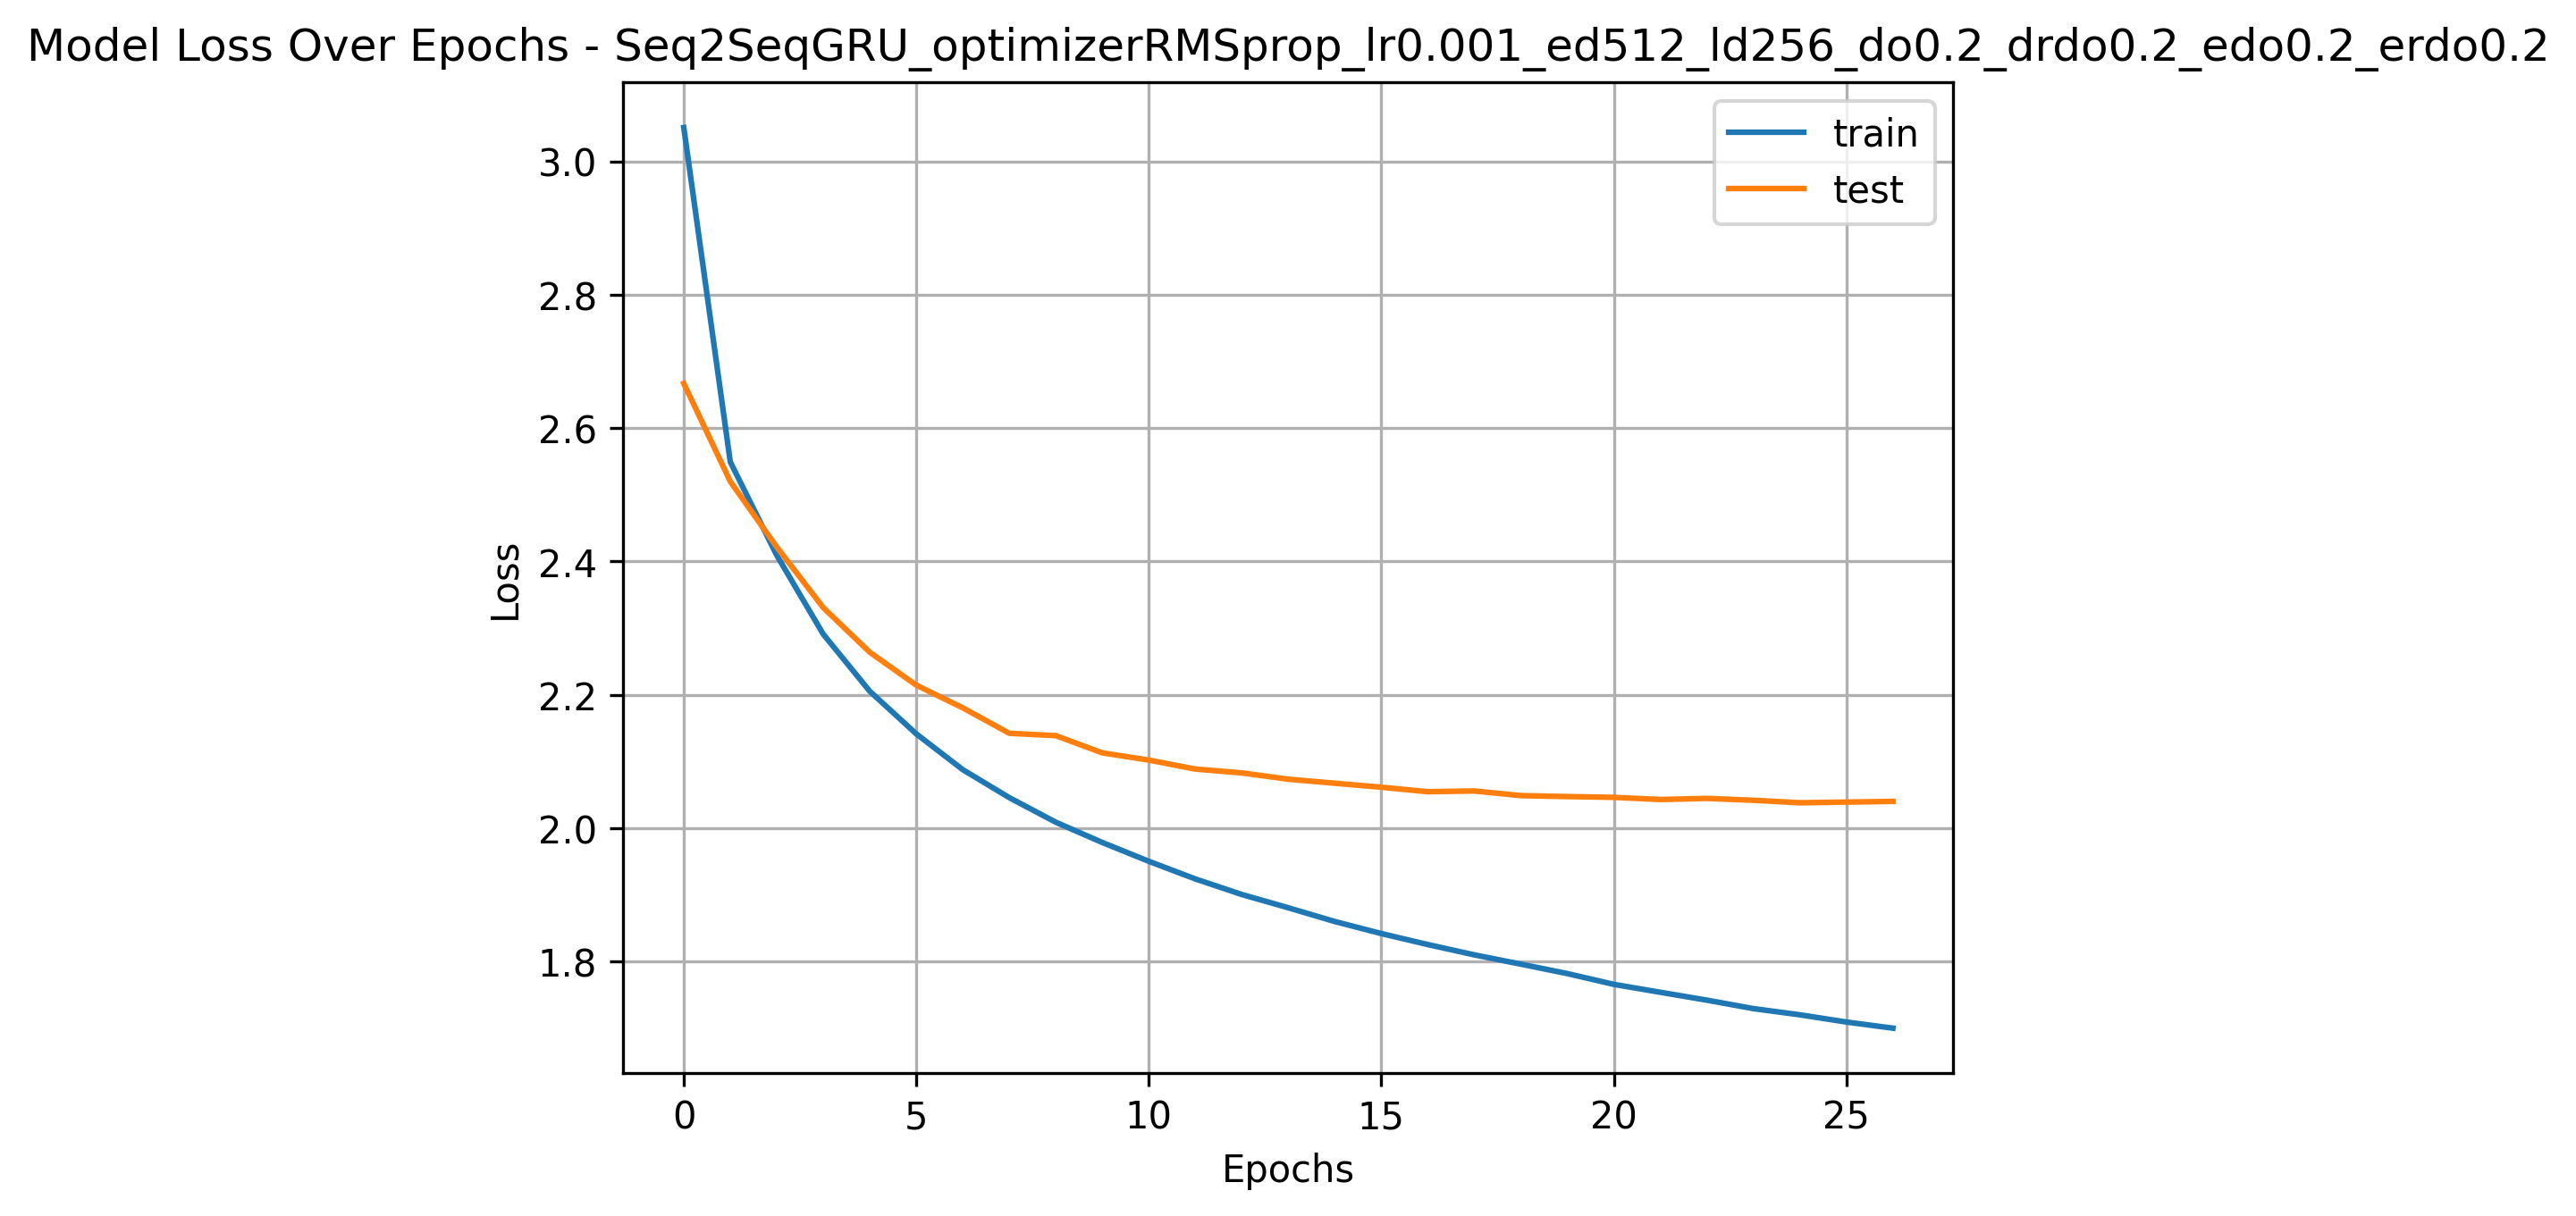 Model Loss Over Epochs - Seq2SeqGRU_optimizerRMSprop_lr0.001_ed512_ld256_do0.2_drdo0.2_edo0.2_erdo0.2
train
test
3.0
2.8
2.6
2.4
2.2
2.0
1.8
Loss
0 5 10 15 20 25
Epochs